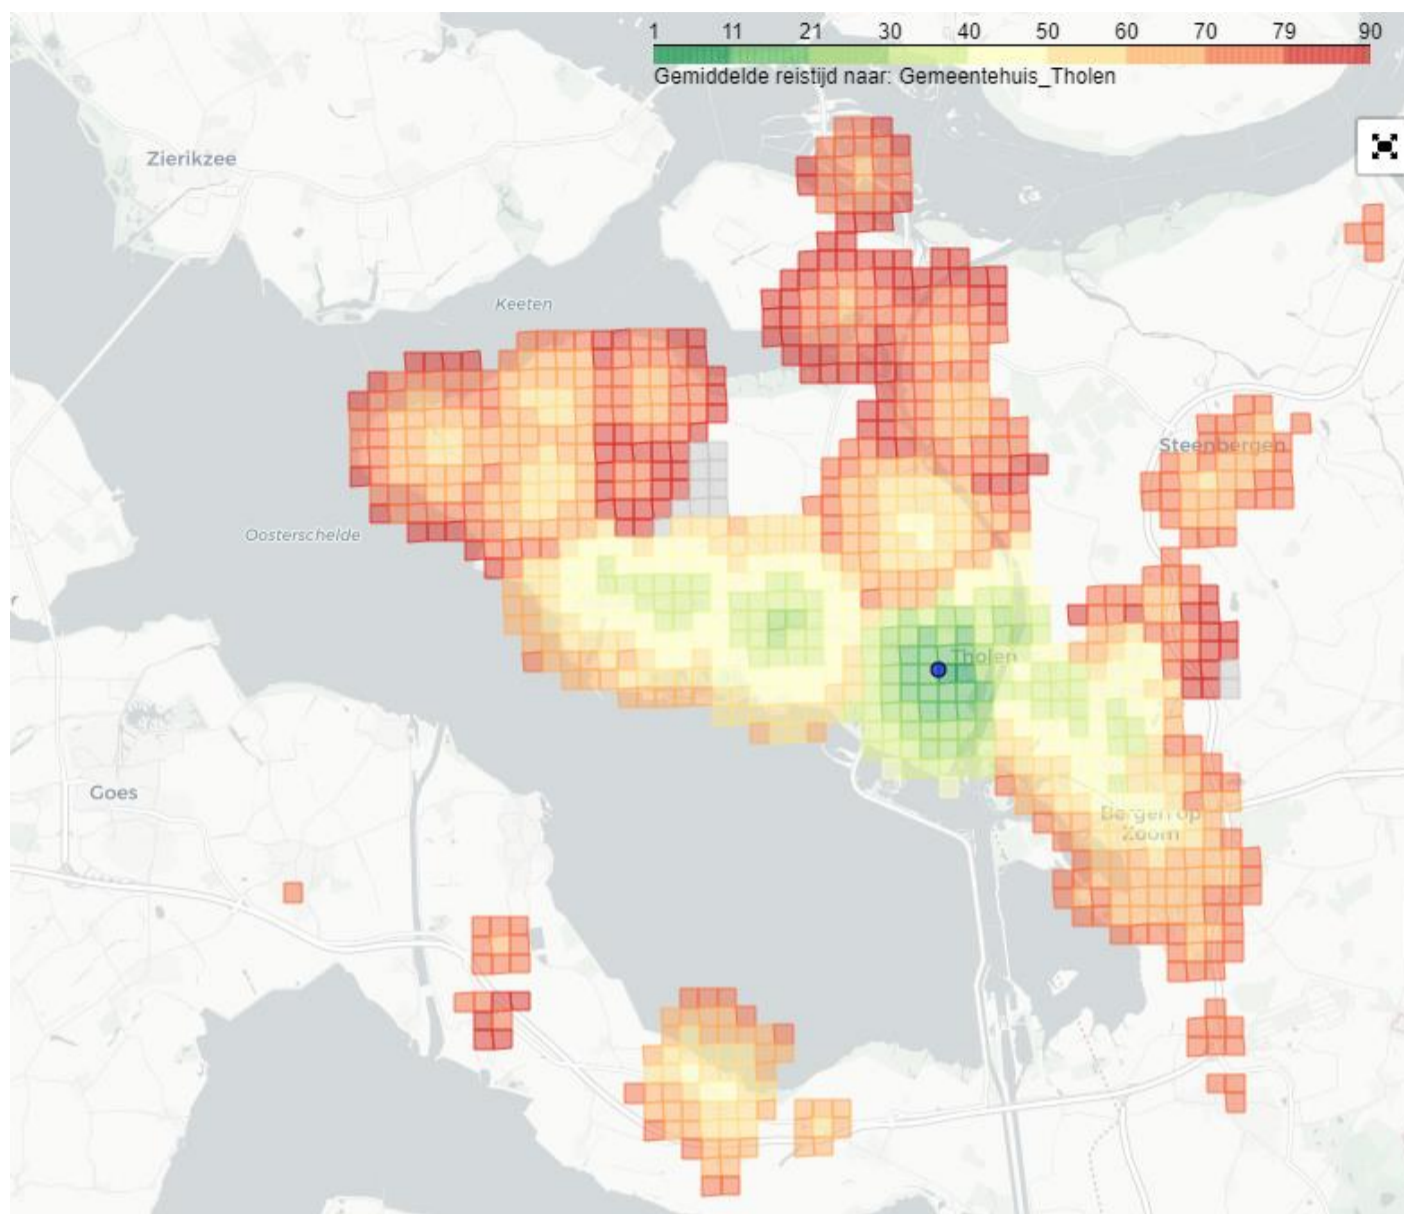 1 11 21 30 40 50 60 70 79 90
Gemiddelde reistijd naar: Gemeentehuis_Tholen
Zierikzee
Keeten
Steenbergen
Oosterschelde
Tholen
Goes
Bergen op
Zoom